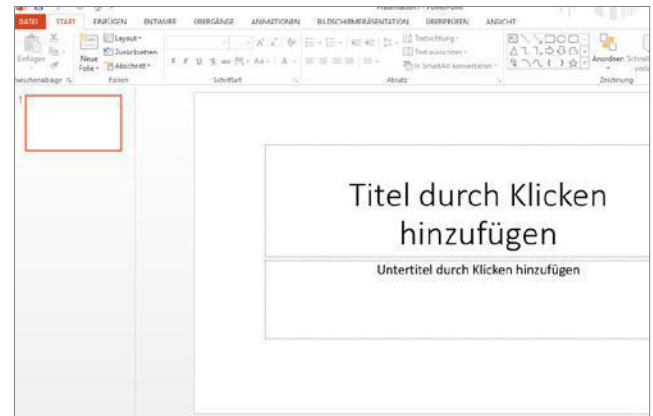 DATEI START EINFÜGEN ENTWURF ÜBERGÄNGE ANIMATIONEN BILDSCHIRMPRÄSENTATION ÜBERPRÜFEN ANSICHT
Layout
Textrichtung
Zurücksetzen
Text ausrichten
Einfügen
Neue
Folie
Abschnitt
In SmartArt konvertieren
Anordnen
Folien
Schriftart
Absatz
Zeichnung
1
Titel durch Klicken
hinzufügen
Untertitel durch Klicken hinzufügen